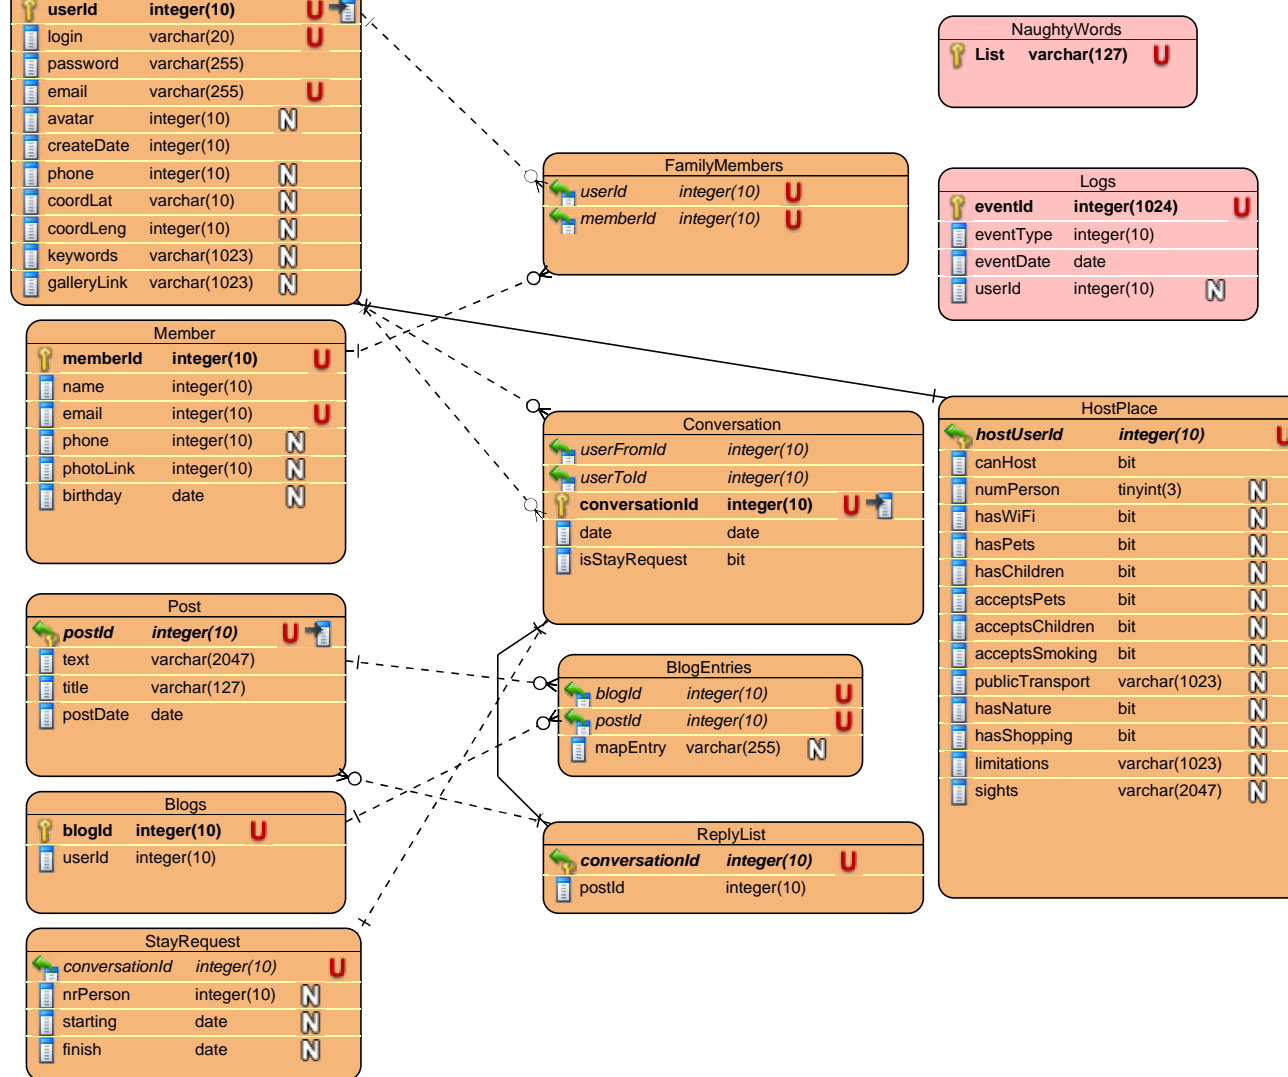 userId integer(10) U
login varchar(20) U
password varchar(255)
email varchar(255) U
avatar integer(10) N
createDate integer(10)
phone integer(10) N
coordLat varchar(10) N
coordLeng integer(10) N
keywords varchar(1023) N
galleryLink varchar(1023) N
Member
memberId integer(10) U
name integer(10)
email integer(10) U
phone integer(10) N
photoLink integer(10) N
birthday date N
Post
postId integer(10) U
text varchar(2047)
title varchar(127)
postDate date
Blogs
blogId integer(10) U
userId integer(10)
StayRequest
conversationId integer(10) U
nrPerson integer(10) N
starting date N
finish date N
FamilyMembers
userId integer(10) U
memberId integer(10) U
Conversation
userFromId integer(10)
userToId integer(10)
conversationId integer(10) U
date date
isStayRequest bit
BlogEntries
blogId integer(10) U
postId integer(10) U
mapEntry varchar(255) N
ReplyList
conversationId integer(10) U
postId integer(10)
NaughtyWords
List varchar(127) U
Logs
eventId integer(1024) U
eventType integer(10)
eventDate date
userId integer(10) N
HostPlace
hostUserId integer(10) U
canHost bit
numPerson tinyint(3) N
hasWiFi bit N
hasPets bit N
hasChildren bit N
acceptsPets bit N
acceptsChildren bit N
acceptsSmoking bit N
publicTransport varchar(1023) N
hasNature bit N
hasShopping bit N
limitations varchar(1023) N
sights varchar(2047) N